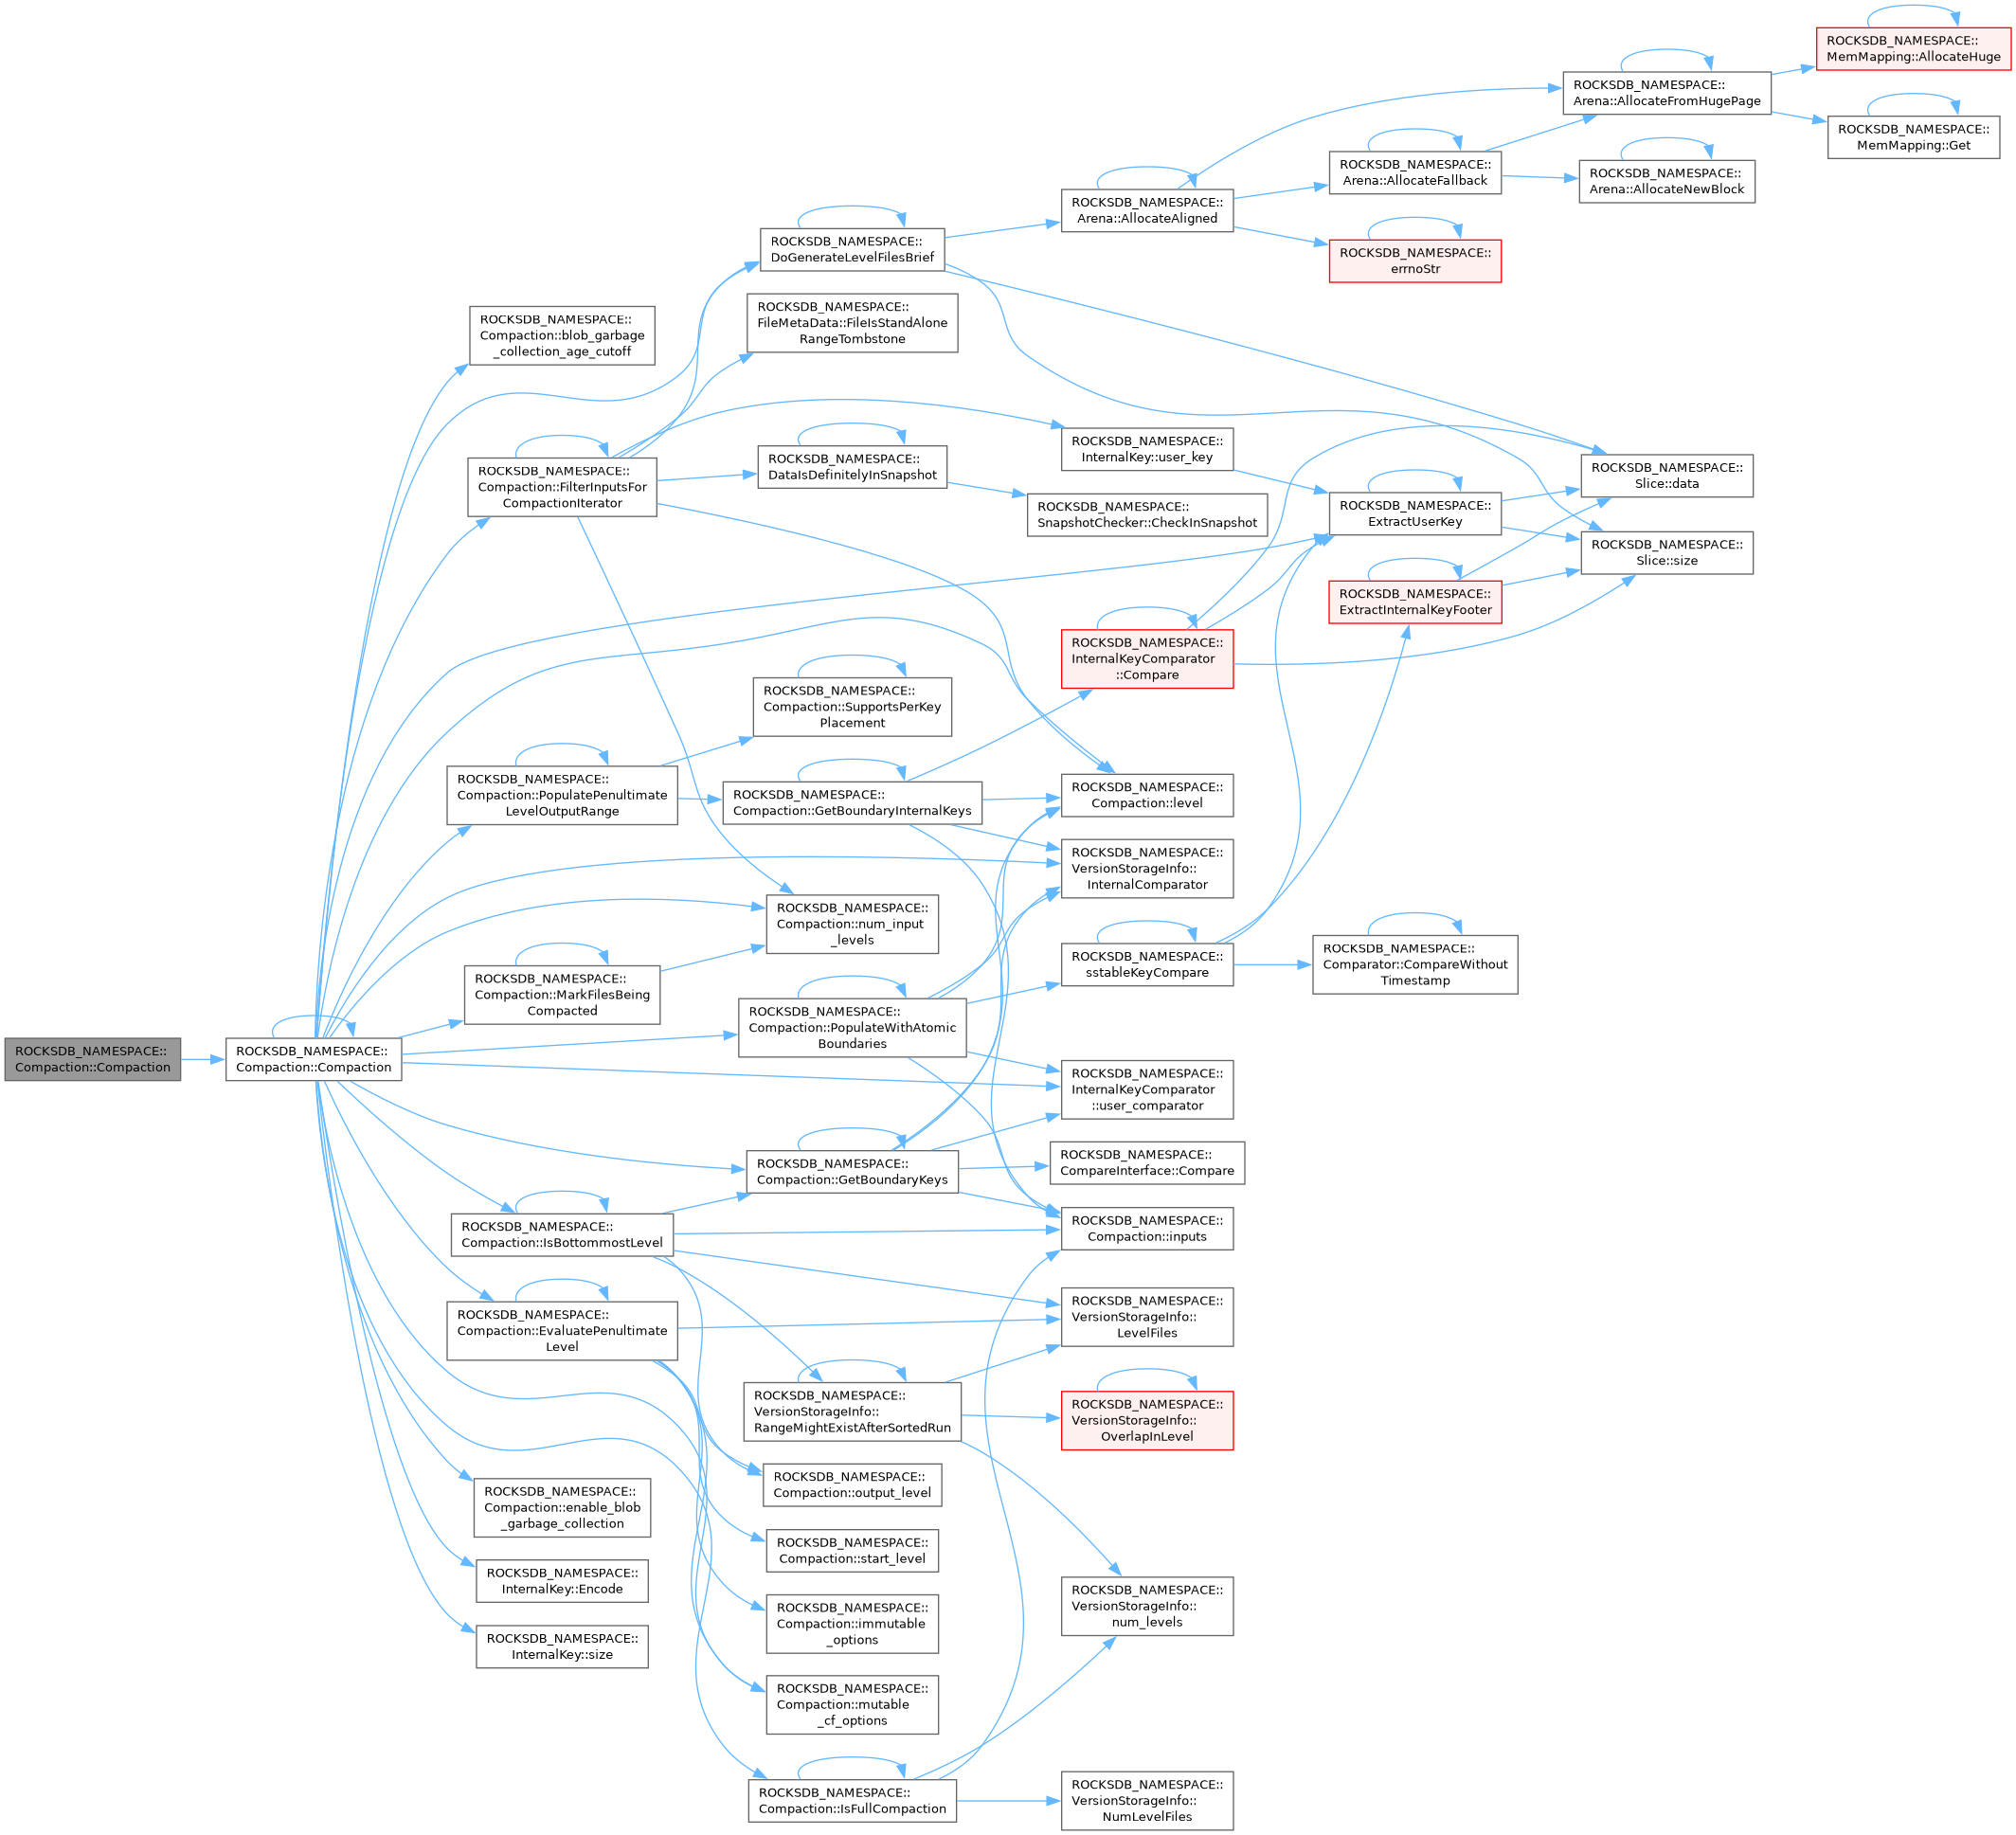 ROCKSDB_NAMESPACE::
Compaction::Compaction
ROCKSDB_NAMESPACE::
Compaction::Compaction
ROCKSDB_NAMESPACE::
Compaction::blob_garbage
_collection_age_cutoff
ROCKSDB_NAMESPACE::
Compaction::FilterInputsFor
CompactionIterator
ROCKSDB_NAMESPACE::
Compaction::PopulatePenultimate
LevelOutputRange
ROCKSDB_NAMESPACE::
Compaction::MarkFilesBeing
Compacted
ROCKSDB_NAMESPACE::
Compaction::IsBottommostLevel
ROCKSDB_NAMESPACE::
Compaction::EvaluatePenultimate
Level
ROCKSDB_NAMESPACE::
Compaction::enable_blob
_garbage_collection
ROCKSDB_NAMESPACE::
InternalKey::Encode
ROCKSDB_NAMESPACE::
InternalKey::size
ROCKSDB_NAMESPACE::
DoGenerateLevelFilesBrief
ROCKSDB_NAMESPACE::
FileMetaData::FileIsStandAlone
RangeTombstone
ROCKSDB_NAMESPACE::
DataIsDefinitelyInSnapshot
ROCKSDB_NAMESPACE::
Compaction::SupportsPerKey
Placement
ROCKSDB_NAMESPACE::
Compaction::GetBoundaryInternalKeys
ROCKSDB_NAMESPACE::
Compaction::num_input
_levels
ROCKSDB_NAMESPACE::
Compaction::PopulateWithAtomic
Boundaries
ROCKSDB_NAMESPACE::
Compaction::GetBoundaryKeys
ROCKSDB_NAMESPACE::
VersionStorageInfo::
RangeMightExistAfterSortedRun
ROCKSDB_NAMESPACE::
Compaction::output_level
ROCKSDB_NAMESPACE::
Compaction::start_level
ROCKSDB_NAMESPACE::
Compaction::immutable
_options
ROCKSDB_NAMESPACE::
Compaction::mutable
_cf_options
ROCKSDB_NAMESPACE::
Compaction::IsFullCompaction
ROCKSDB_NAMESPACE::
Arena::AllocateAligned
ROCKSDB_NAMESPACE::
InternalKey::user_key
ROCKSDB_NAMESPACE::
SnapshotChecker::CheckInSnapshot
ROCKSDB_NAMESPACE::
InternalKeyComparator
::Compare
ROCKSDB_NAMESPACE::
Compaction::level
ROCKSDB_NAMESPACE::
VersionStorageInfo::
InternalComparator
ROCKSDB_NAMESPACE::
sstableKeyCompare
ROCKSDB_NAMESPACE::
InternalKeyComparator
::user_comparator
ROCKSDB_NAMESPACE::
CompareInterface::Compare
ROCKSDB_NAMESPACE::
Compaction::inputs
ROCKSDB_NAMESPACE::
VersionStorageInfo::
LevelFiles
ROCKSDB_NAMESPACE::
VersionStorageInfo::
OverlapInLevel
ROCKSDB_NAMESPACE::
VersionStorageInfo::
num_levels
ROCKSDB_NAMESPACE::
VersionStorageInfo::
NumLevelFiles
ROCKSDB_NAMESPACE::
Arena::AllocateFallback
ROCKSDB_NAMESPACE::
errnoStr
ROCKSDB_NAMESPACE::
ExtractUserKey
ROCKSDB_NAMESPACE::
ExtractInternalKeyFooter
ROCKSDB_NAMESPACE::
Comparator::CompareWithout
Timestamp
ROCKSDB_NAMESPACE::
Arena::AllocateFromHugePage
ROCKSDB_NAMESPACE::
Arena::AllocateNewBlock
ROCKSDB_NAMESPACE::
Slice::data
ROCKSDB_NAMESPACE::
Slice::size
ROCKSDB_NAMESPACE::
MemMapping::AllocateHuge
ROCKSDB_NAMESPACE::
MemMapping::Get